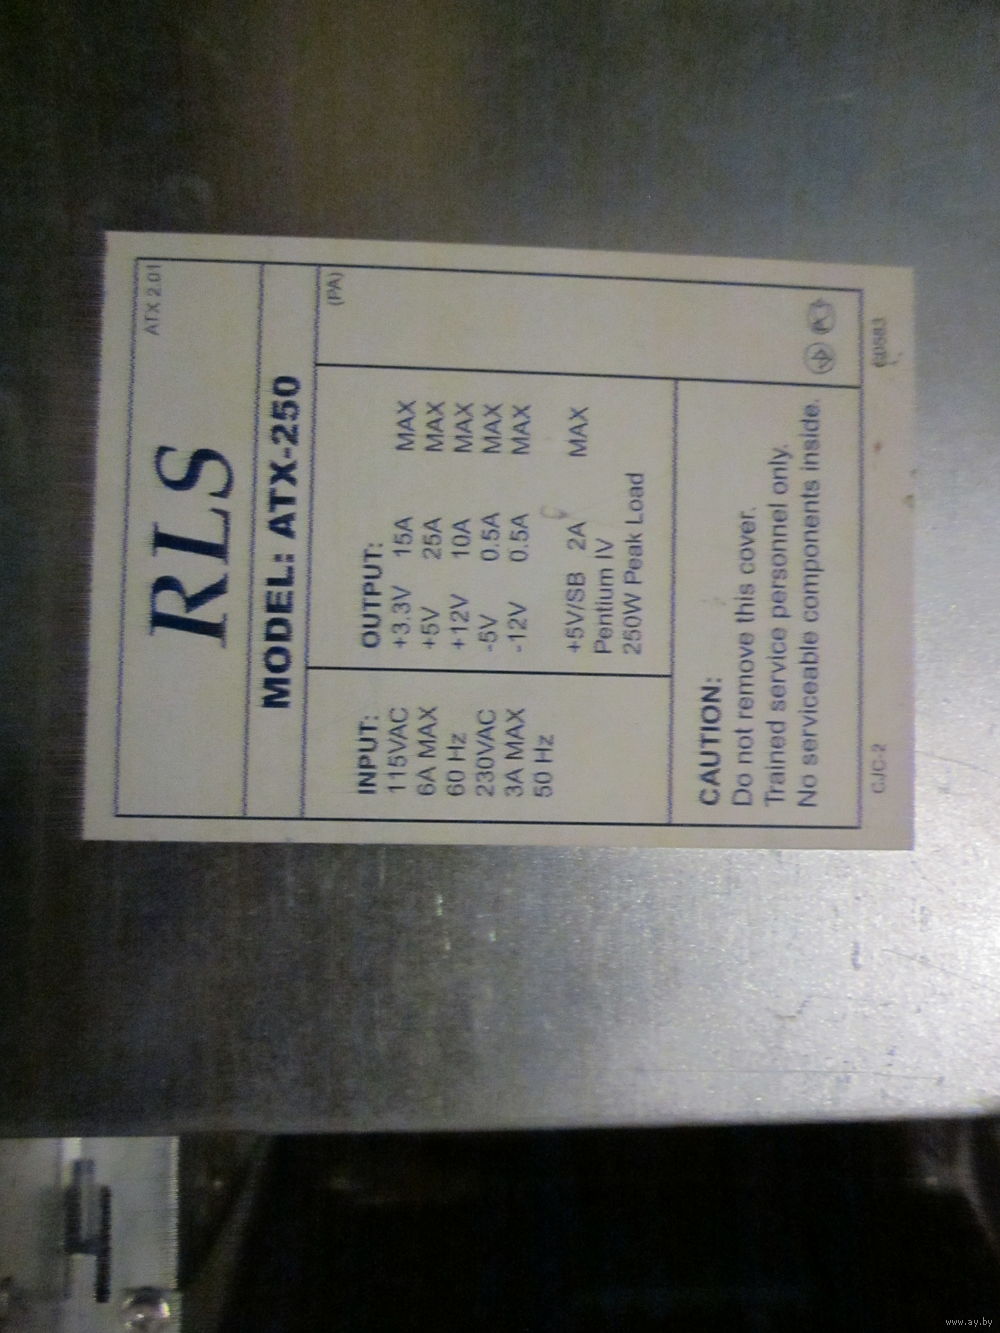 RLS
ATX 2.01
MODEL: ATX-250
(PA)
INPUT:
115VAC
6A MAX
60 Hz
230VAC
3A MAX
50 Hz
OUTPUT:
+3.3V 15A MAX
+5V 25A MAX
+12V 10A MAX
-5V 0.5A MAX
-12V 0.5A MAX
+5V/SB 2A MAX
Pentium IV
250W Peak Load
CAUTION:
Do not remove this cover.
Trained service personnel only.
No serviceable components inside.
CJC-2
www.ay.by